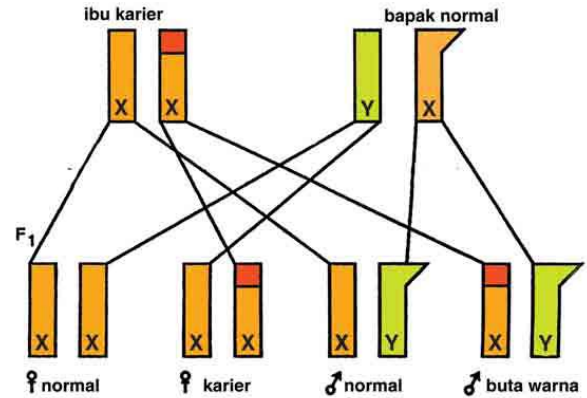 ibu karier bapak normal
X X Y X
F1
X X X X X Y X Y
♀ normal ♀ karier ♂ normal ♂ buta warna